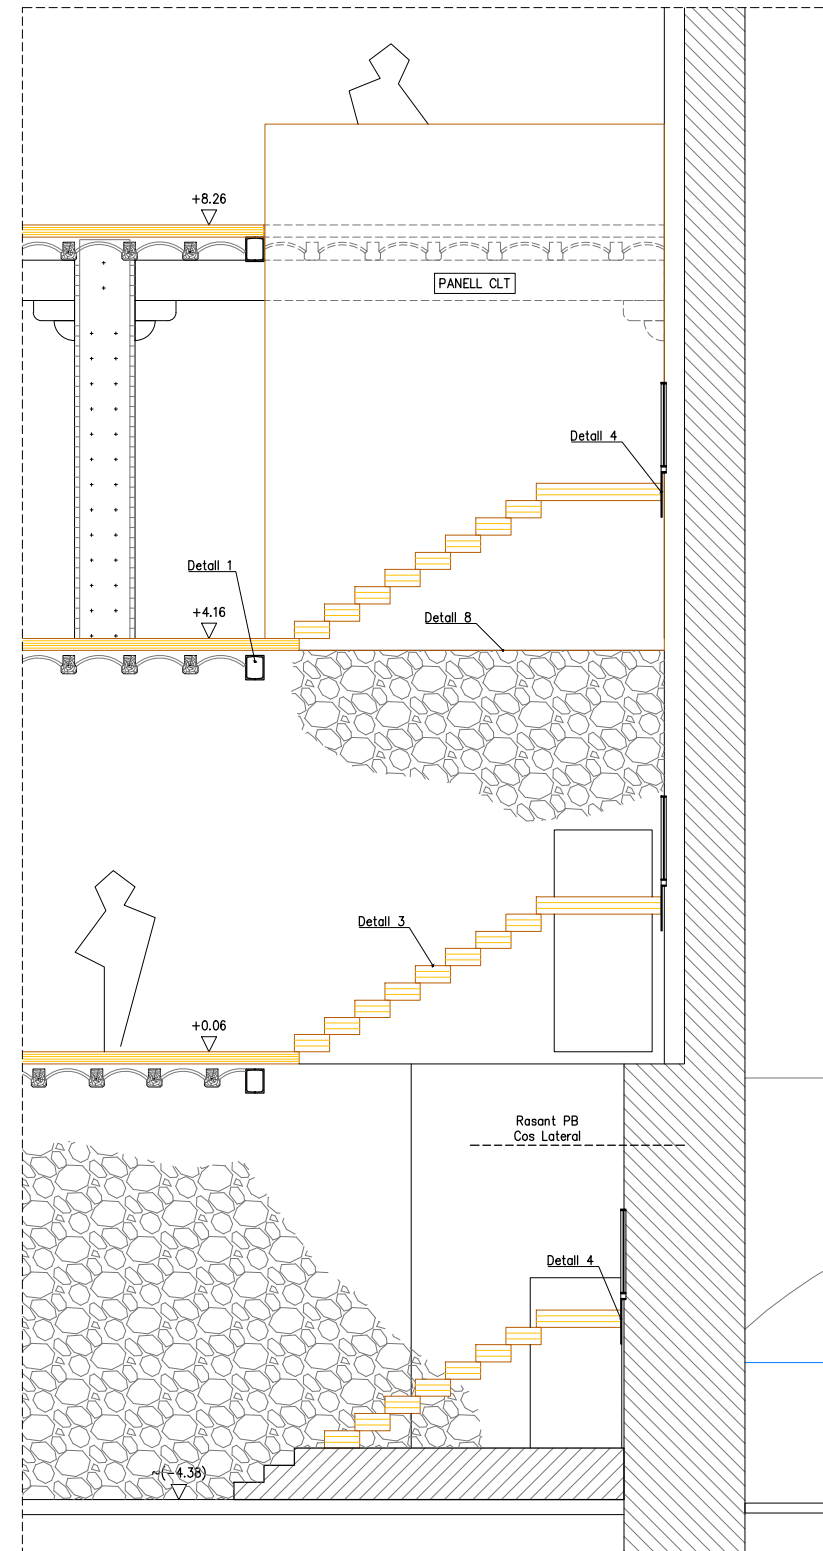 +8.26
PANELL CLT
Detall 4
Detall 1
+4.16
Detall 8
Detall 3
+0.06
Rasant PB
Cos Lateral
Detall 4
~(-4.38)